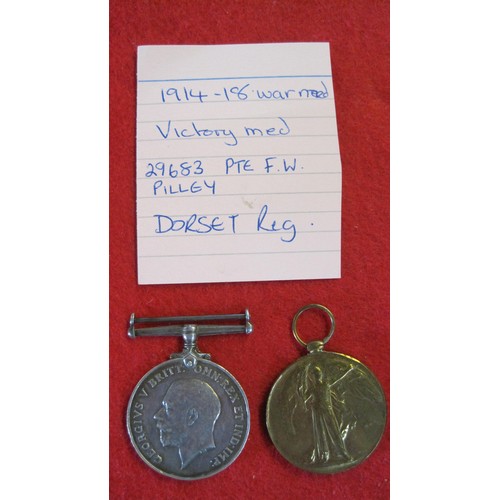 1914-18 war med
Victory med
29683 PTE F.W.
PILLEY
DORSET Reg.
GEORGIVS V BRITT: OMN: REX ET IND: IMP: